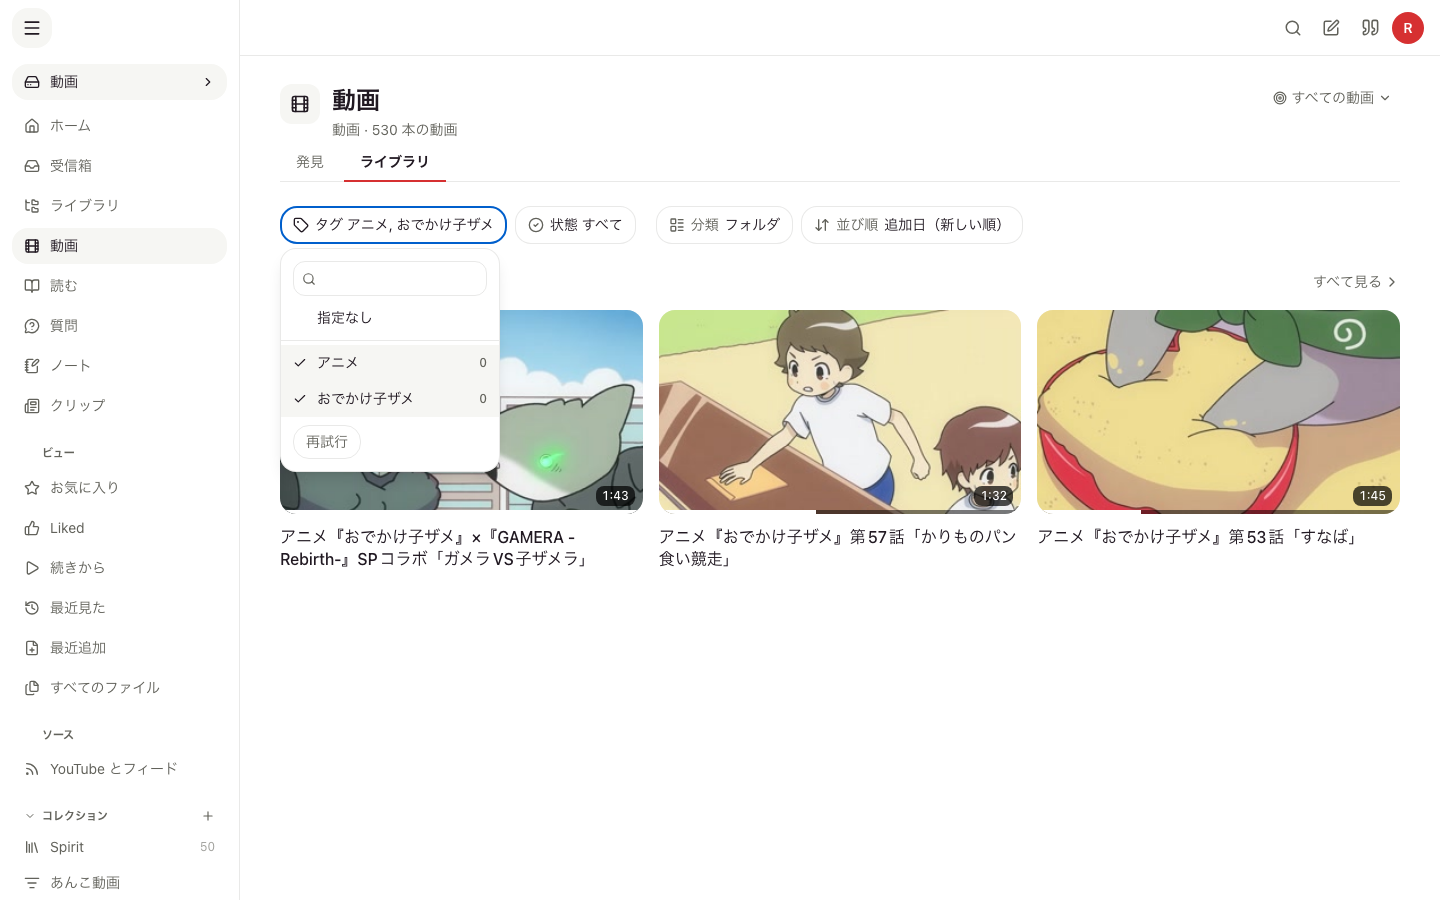 R
動画
ホーム
受信箱
ライブラリ
動画
読む
質問
ノート
クリップ
ビュー
お気に入り
Liked
続きから
最近見た
最近追加
すべてのファイル
ソース
YouTube とフィード
コレクション
Spirit 50
あんこ動画
動画
動画 · 530 本の動画
すべての動画
発見 ライブラリ
タグ アニメ, おでかけ子ザメ 状態 すべて 分類 フォルダ 並び順 追加日（新しい順）
すべて見る
指定なし
アニメ 0
おでかけ子ザメ 0
再試行
1:43
1:32
1:45
アニメ『おでかけ子ザメ』×『GAMERA -
Rebirth-』SPコラボ「ガメラVS子ザメラ」
アニメ『おでかけ子ザメ』第57話「かりものパン
食い競走」
アニメ『おでかけ子ザメ』第53話「すなば」